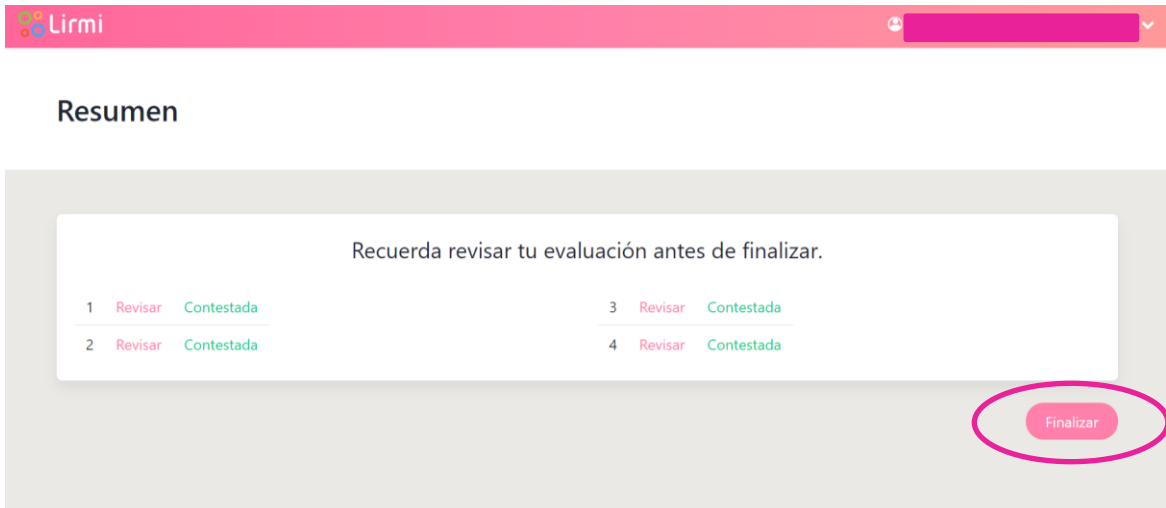 Lirmi
Resumen
Recuerda revisar tu evaluación antes de finalizar.
1 Revisar Contestada
2 Revisar Contestada
3 Revisar Contestada
4 Revisar Contestada
Finalizar